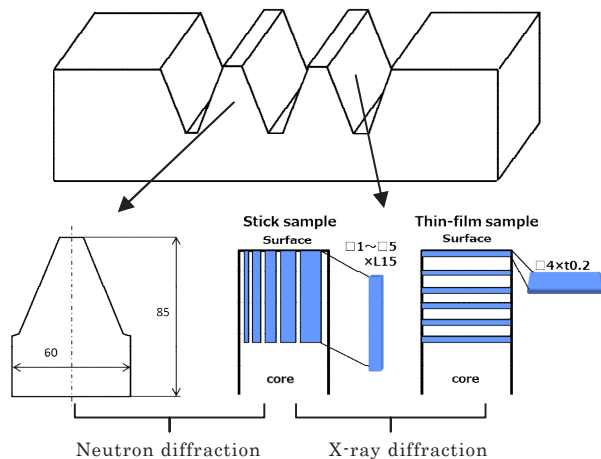 Stick sample
Surface
□1～□5
×L15
core
Thin-film sample
Surface
□4×t0.2
core
85
60
Neutron diffraction
X-ray diffraction